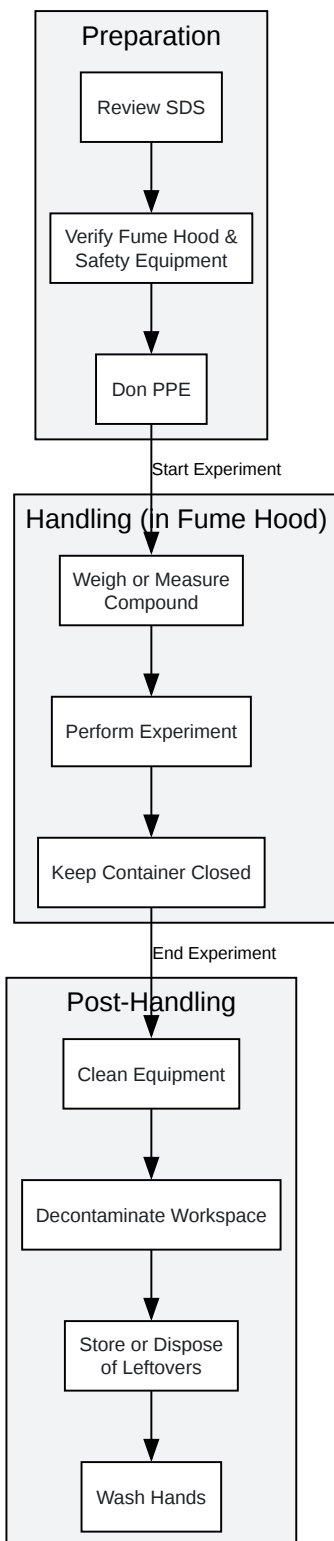 Preparation
Review SDS
Verify Fume Hood &
Safety Equipment
Don PPE
Start Experiment
Handling (in Fume Hood)
Weigh or Measure
Compound
Perform Experiment
Keep Container Closed
End Experiment
Post-Handling
Clean Equipment
Decontaminate Workspace
Store or Dispose
of Leftovers
Wash Hands